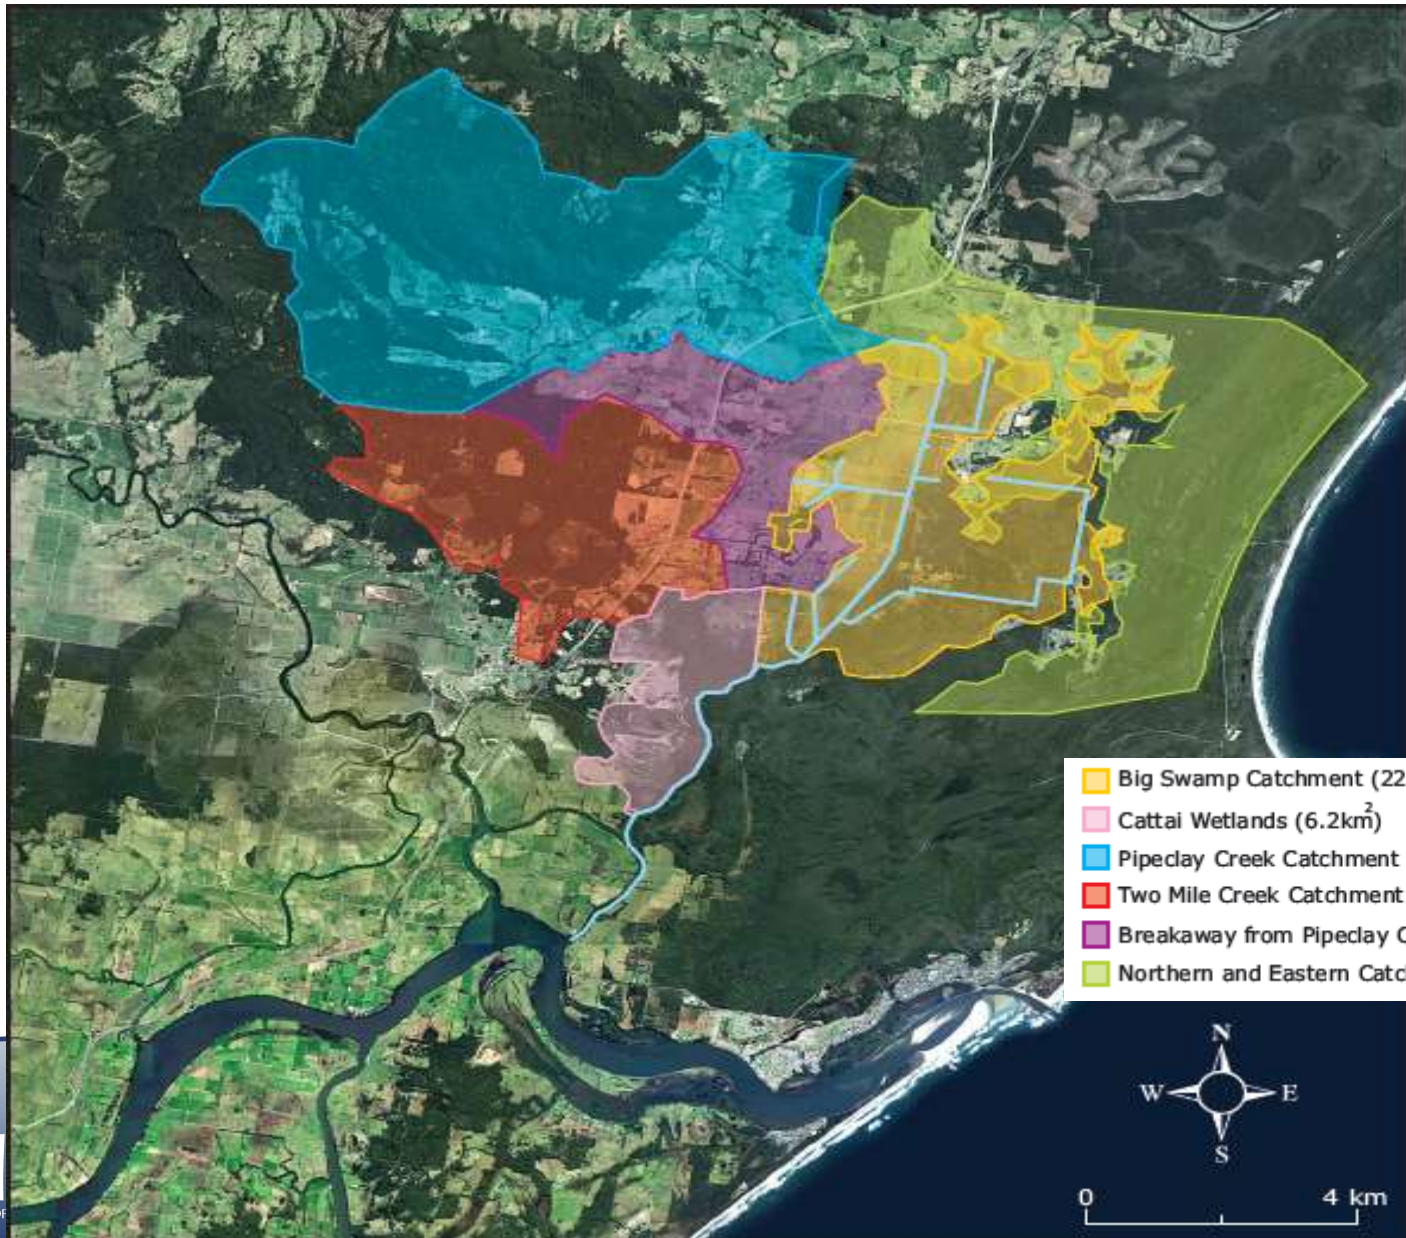 Big Swamp Catchment (22
Cattai Wetlands (6.2km²)
Pipeclay Creek Catchment
Two Mile Creek Catchment
Breakaway from Pipeclay C
Northern and Eastern Catc
N
W E
S
0 4 km